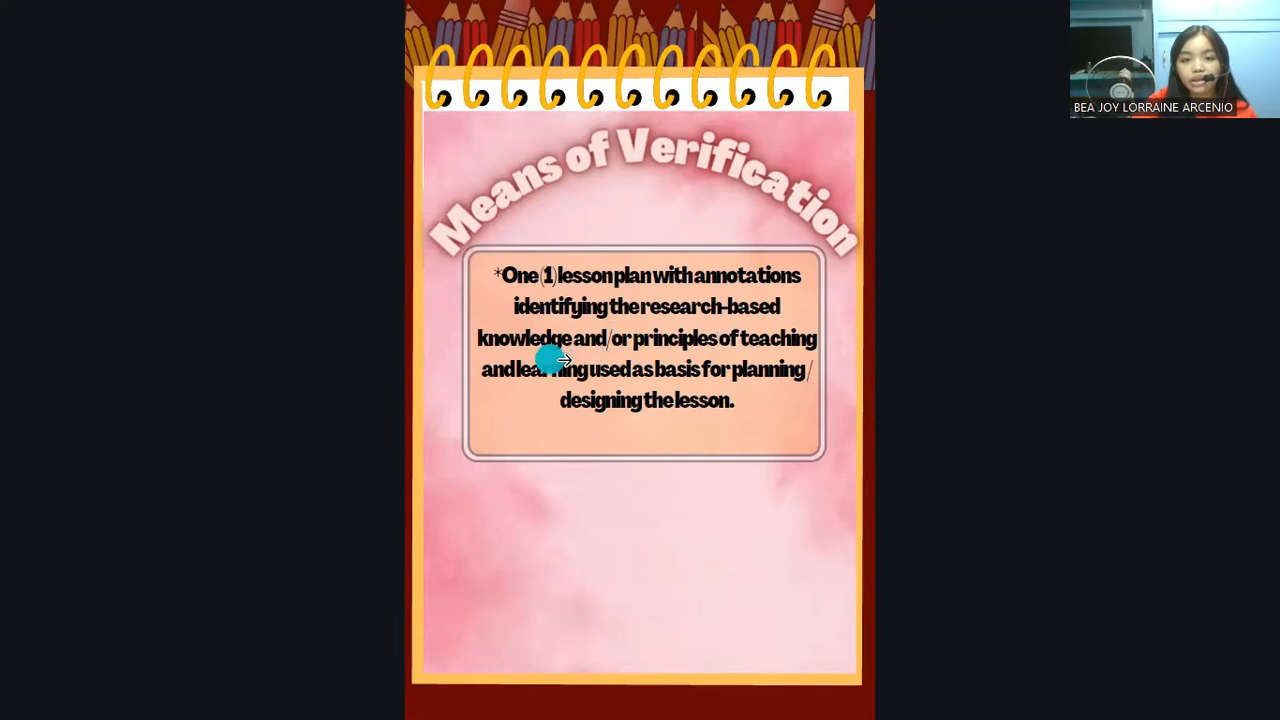 Means of Verification
*One (1) lesson plan with annotations
identifying the research-based
knowledge and/or principles of teaching
and learning used as basis for planning/
designing the lesson.
BEA JOY LORRAINE ARCENIO